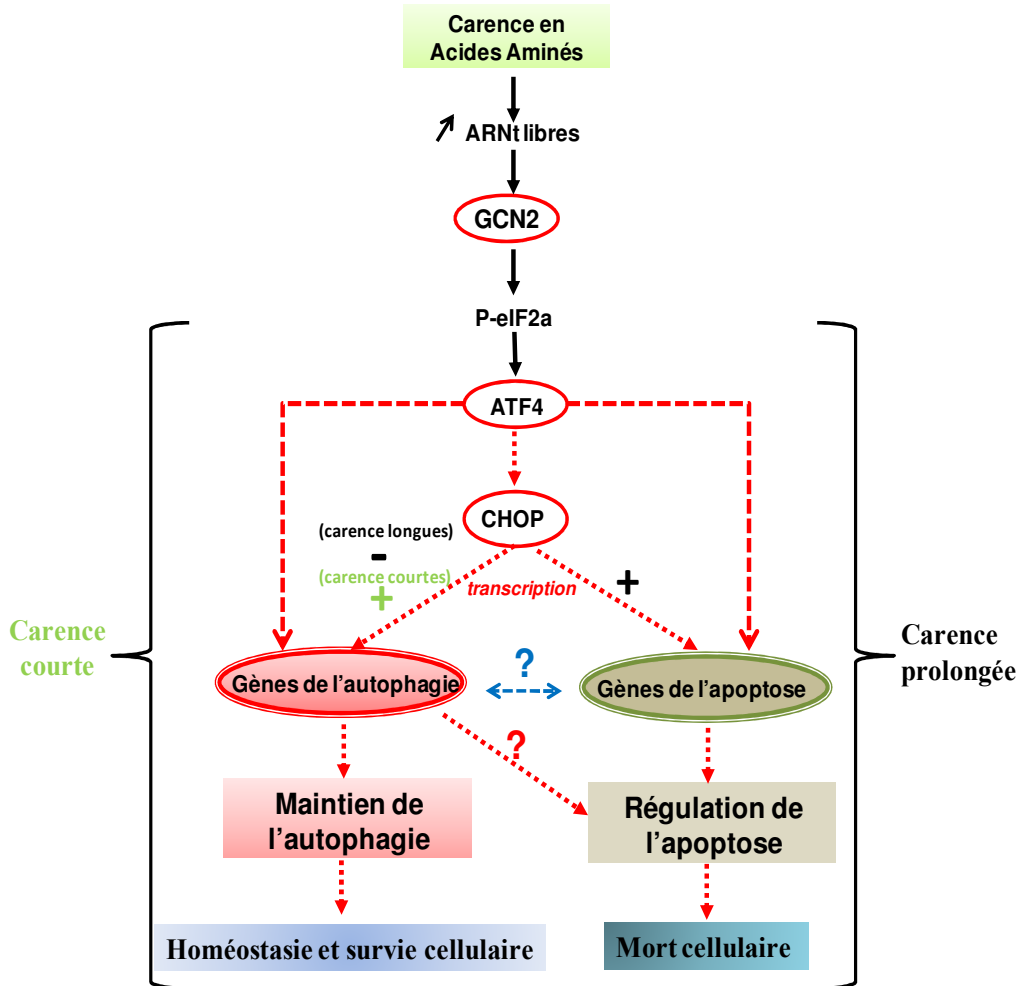 Carence en
Acides Aminés
↗ ARNt libres
GCN2
P-eIF2a
ATF4
CHOP
(carence longues)
-
(carence courtes)
+
transcription
+
Carence
courte
Carence
prolongée
Gènes de l'autophagie
?
Gènes de l'apoptose
?
Maintien de
l'autophagie
Régulation de
l'apoptose
Homéostasie et survie cellulaire
Mort cellulaire